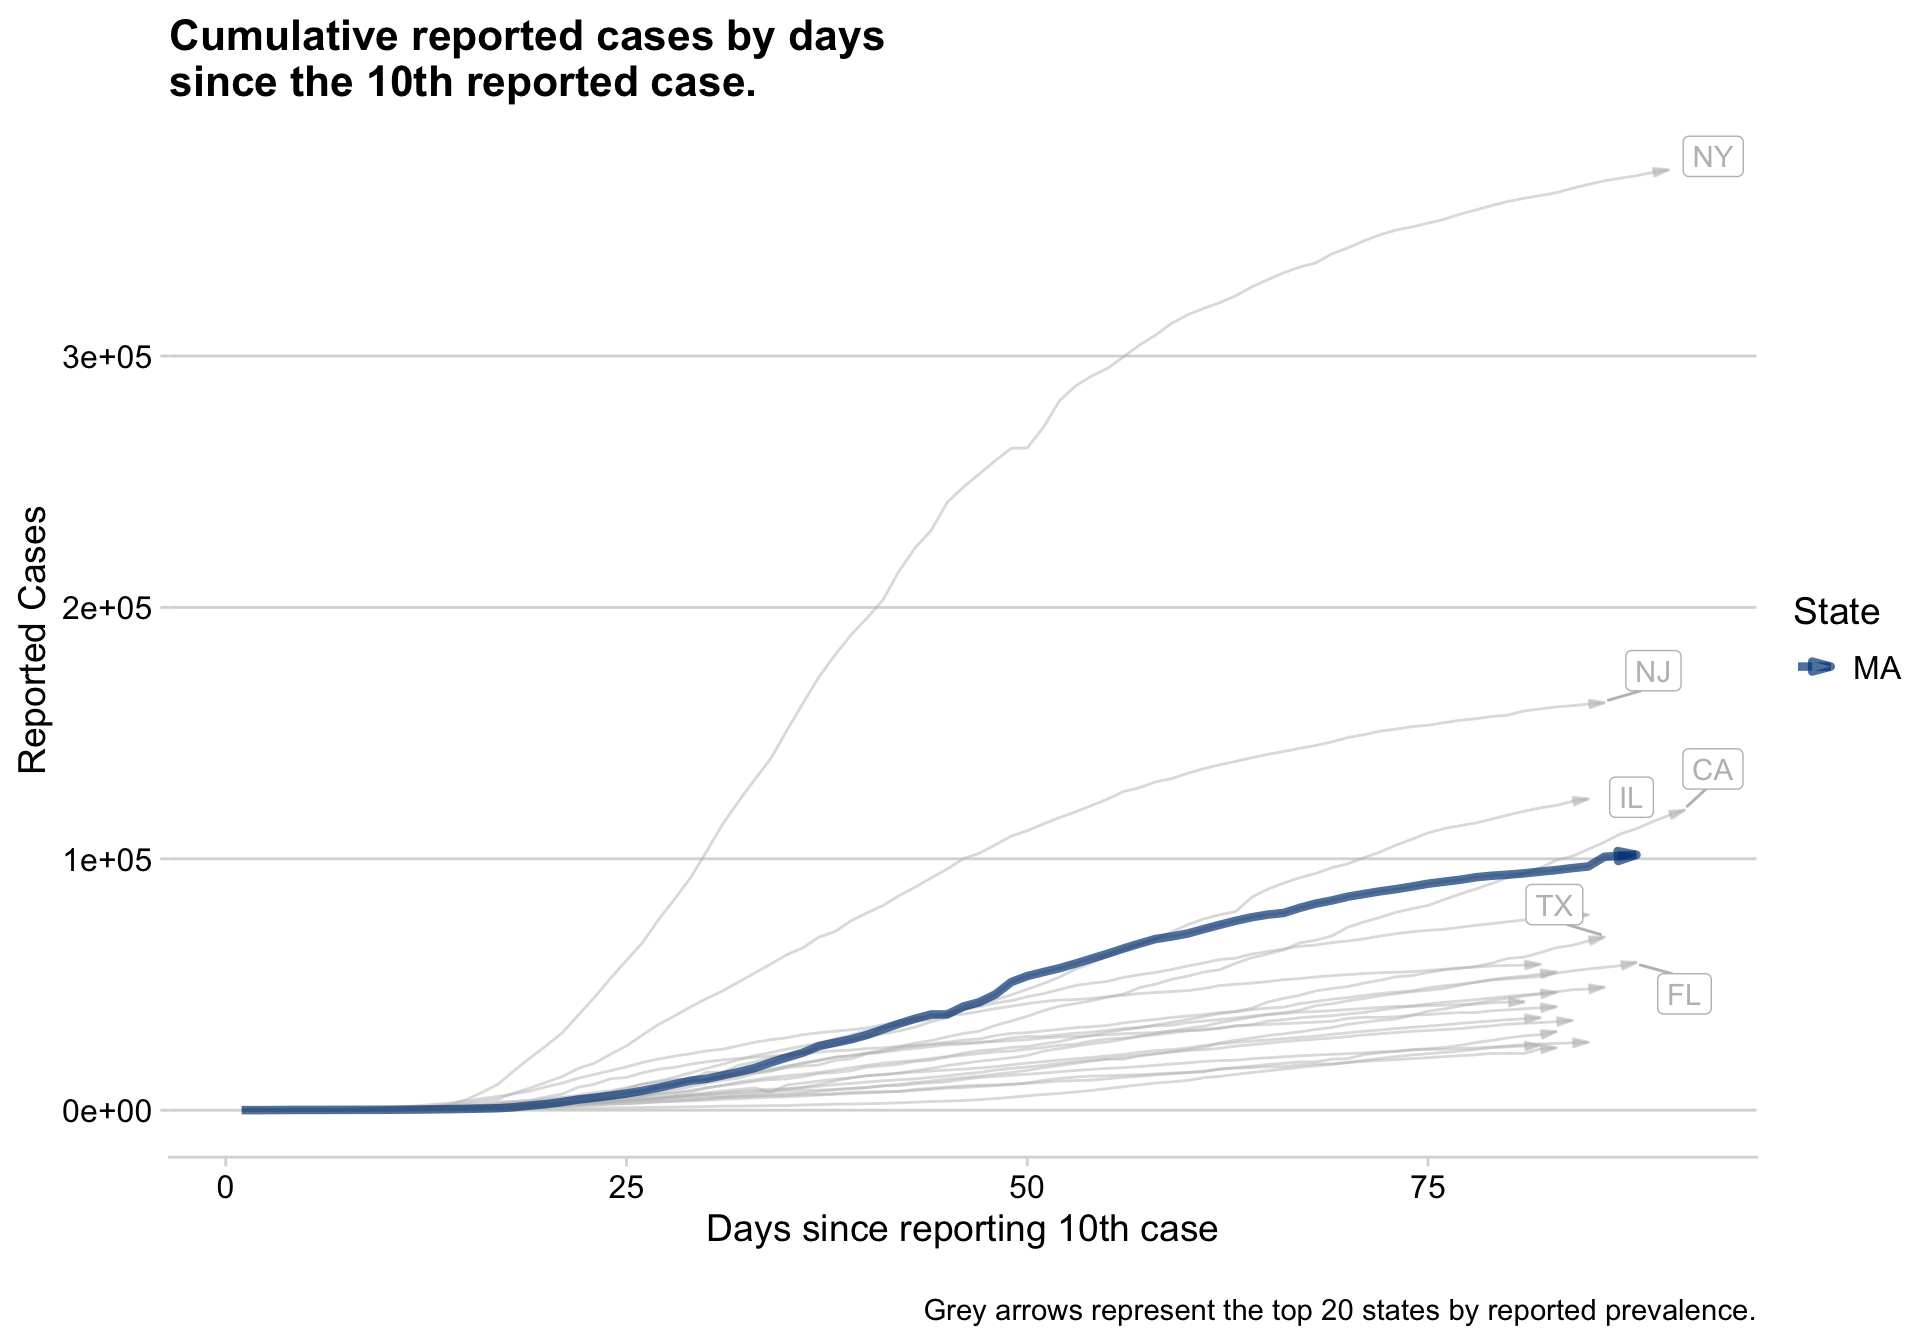 Cumulative reported cases by days
since the 10th reported case.
NY
3e+05
Reported Cases
2e+05
State
MA
NJ
CA
IL
1e+05
TX
FL
0e+00
0
25
50
75
Days since reporting 10th case
Grey arrows represent the top 20 states by reported prevalence.